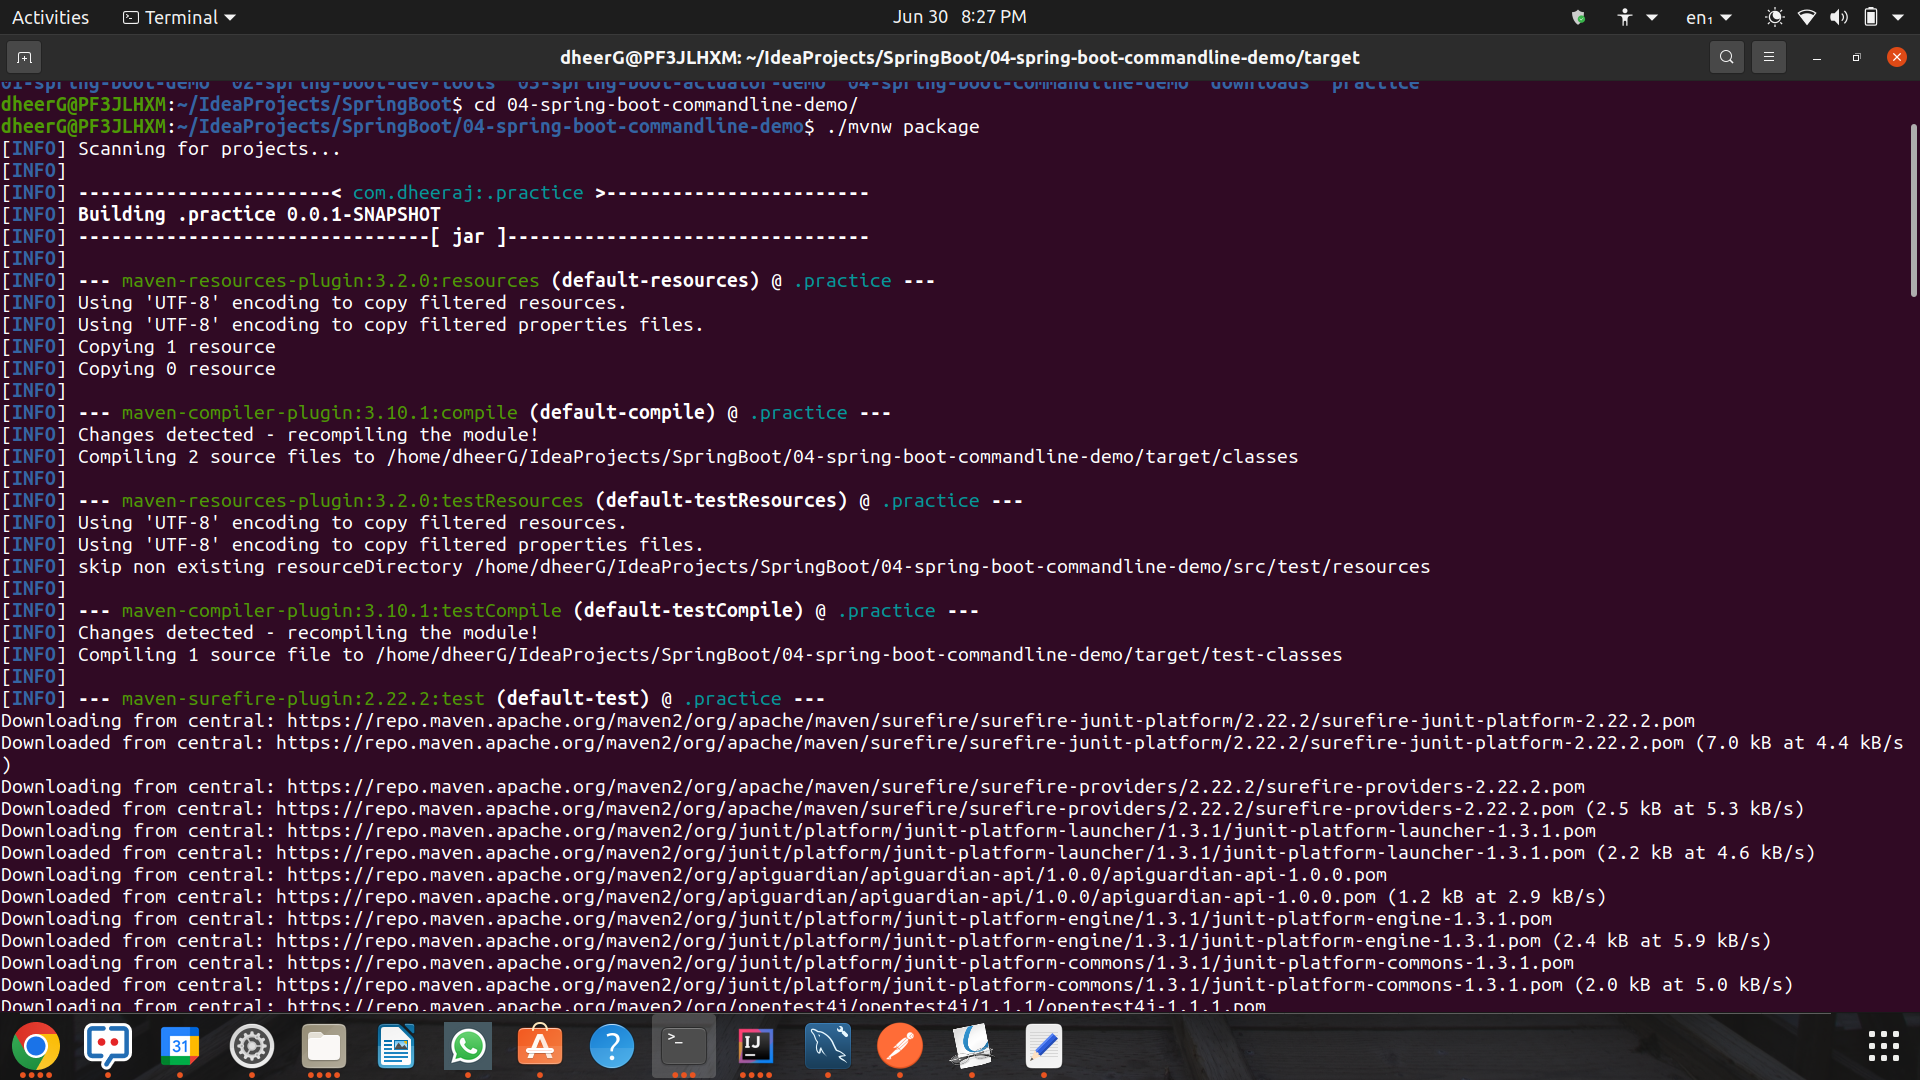 Activities Terminal Jun 30 8:27 PM en₁
dheerG@PF3JLHXM: ~/IdeaProjects/SpringBoot/04-spring-boot-commandline-demo/target
01-spring-boot-demo 02-spring-boot-dev-tools 03-spring-boot-actuator-demo 04-spring-boot-commandline-demo downloads practice
dheerG@PF3JLHXM:~/IdeaProjects/SpringBoot$ cd 04-spring-boot-commandline-demo/
dheerG@PF3JLHXM:~/IdeaProjects/SpringBoot/04-spring-boot-commandline-demo$ ./mvnw package
[INFO] Scanning for projects...
[INFO]
[INFO] -----------------------< com.dheeraj:.practice >------------------------
[INFO] Building .practice 0.0.1-SNAPSHOT
[INFO] --------------------------------[ jar ]---------------------------------
[INFO]
[INFO] --- maven-resources-plugin:3.2.0:resources (default-resources) @ .practice ---
[INFO] Using 'UTF-8' encoding to copy filtered resources.
[INFO] Using 'UTF-8' encoding to copy filtered properties files.
[INFO] Copying 1 resource
[INFO] Copying 0 resource
[INFO]
[INFO] --- maven-compiler-plugin:3.10.1:compile (default-compile) @ .practice ---
[INFO] Changes detected - recompiling the module!
[INFO] Compiling 2 source files to /home/dheerG/IdeaProjects/SpringBoot/04-spring-boot-commandline-demo/target/classes
[INFO]
[INFO] --- maven-resources-plugin:3.2.0:testResources (default-testResources) @ .practice ---
[INFO] Using 'UTF-8' encoding to copy filtered resources.
[INFO] Using 'UTF-8' encoding to copy filtered properties files.
[INFO] skip non existing resourceDirectory /home/dheerG/IdeaProjects/SpringBoot/04-spring-boot-commandline-demo/src/test/resources
[INFO]
[INFO] --- maven-compiler-plugin:3.10.1:testCompile (default-testCompile) @ .practice ---
[INFO] Changes detected - recompiling the module!
[INFO] Compiling 1 source file to /home/dheerG/IdeaProjects/SpringBoot/04-spring-boot-commandline-demo/target/test-classes
[INFO]
[INFO] --- maven-surefire-plugin:2.22.2:test (default-test) @ .practice ---
Downloading from central: https://repo.maven.apache.org/maven2/org/apache/maven/surefire/surefire-junit-platform/2.22.2/surefire-junit-platform-2.22.2.pom
Downloaded from central: https://repo.maven.apache.org/maven2/org/apache/maven/surefire/surefire-junit-platform/2.22.2/surefire-junit-platform-2.22.2.pom (7.0 kB at 4.4 kB/s
)
Downloading from central: https://repo.maven.apache.org/maven2/org/apache/maven/surefire/surefire-providers/2.22.2/surefire-providers-2.22.2.pom
Downloaded from central: https://repo.maven.apache.org/maven2/org/apache/maven/surefire/surefire-providers/2.22.2/surefire-providers-2.22.2.pom (2.5 kB at 5.3 kB/s)
Downloading from central: https://repo.maven.apache.org/maven2/org/junit/platform/junit-platform-launcher/1.3.1/junit-platform-launcher-1.3.1.pom
Downloaded from central: https://repo.maven.apache.org/maven2/org/junit/platform/junit-platform-launcher/1.3.1/junit-platform-launcher-1.3.1.pom (2.2 kB at 4.6 kB/s)
Downloading from central: https://repo.maven.apache.org/maven2/org/apiguardian/apiguardian-api/1.0.0/apiguardian-api-1.0.0.pom
Downloaded from central: https://repo.maven.apache.org/maven2/org/apiguardian/apiguardian-api/1.0.0/apiguardian-api-1.0.0.pom (1.2 kB at 2.9 kB/s)
Downloading from central: https://repo.maven.apache.org/maven2/org/junit/platform/junit-platform-engine/1.3.1/junit-platform-engine-1.3.1.pom
Downloaded from central: https://repo.maven.apache.org/maven2/org/junit/platform/junit-platform-engine/1.3.1/junit-platform-engine-1.3.1.pom (2.4 kB at 5.9 kB/s)
Downloading from central: https://repo.maven.apache.org/maven2/org/junit/platform/junit-platform-commons/1.3.1/junit-platform-commons-1.3.1.pom
Downloaded from central: https://repo.maven.apache.org/maven2/org/junit/platform/junit-platform-commons/1.3.1/junit-platform-commons-1.3.1.pom (2.0 kB at 5.0 kB/s)
Downloading from central: https://repo.maven.apache.org/maven2/org/opentest4j/opentest4j/1.1.1/opentest4j-1.1.1.pom
31 ? >_ IJ